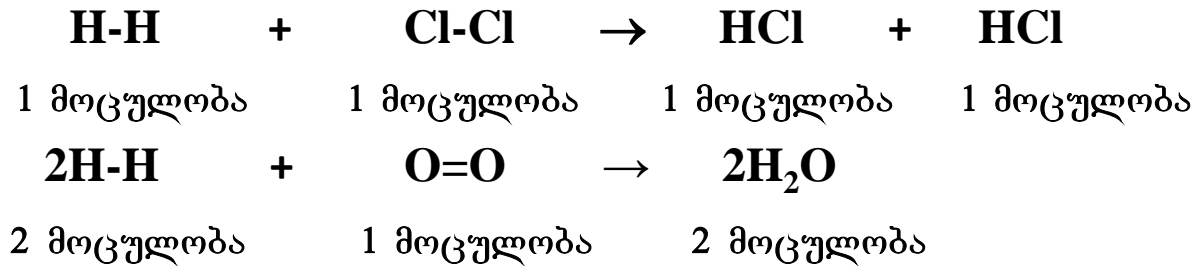 H-H + Cl-Cl → HCl + HCl
1 მოცულობა 1 მოცულობა 1 მოცულობა 1 მოცულობა
2H-H + O=O → 2H₂O
2 მოცულობა 1 მოცულობა 2 მოცულობა